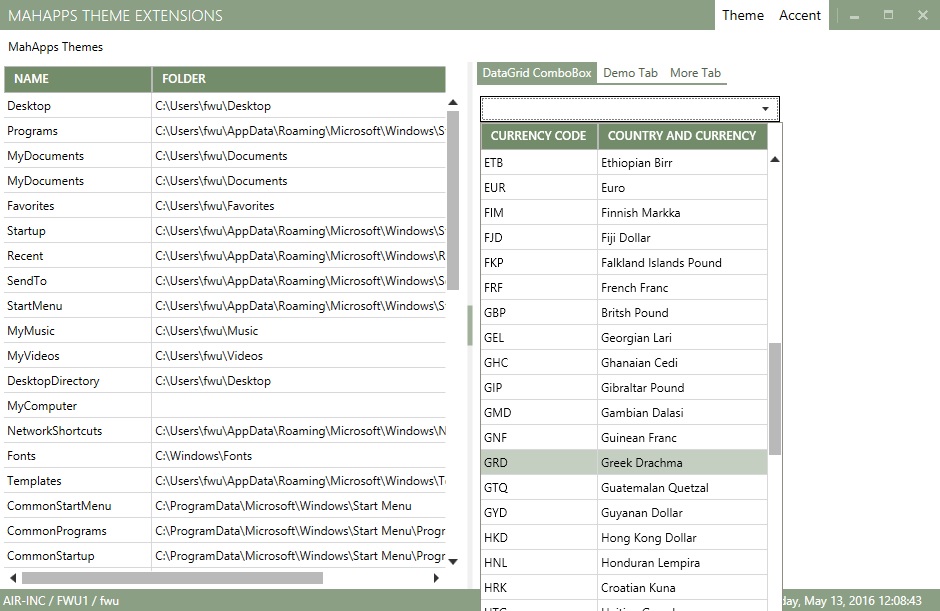 MAHAPPS THEME EXTENSIONS Theme Accent
MahApps Themes
NAME FOLDER
Desktop C:\Users\fwu\Desktop
Programs C:\Users\fwu\AppData\Roaming\Microsoft\Windows\S
MyDocuments C:\Users\fwu\Documents
MyDocuments C:\Users\fwu\Documents
Favorites C:\Users\fwu\Favorites
Startup C:\Users\fwu\AppData\Roaming\Microsoft\Windows\S
Recent C:\Users\fwu\AppData\Roaming\Microsoft\Windows\R
SendTo C:\Users\fwu\AppData\Roaming\Microsoft\Windows\S
StartMenu C:\Users\fwu\AppData\Roaming\Microsoft\Windows\S
MyMusic C:\Users\fwu\Music
MyVideos C:\Users\fwu\Videos
DesktopDirectory C:\Users\fwu\Desktop
MyComputer
NetworkShortcuts C:\Users\fwu\AppData\Roaming\Microsoft\Windows\N
Fonts C:\Windows\Fonts
Templates C:\Users\fwu\AppData\Roaming\Microsoft\Windows\T
CommonStartMenu C:\ProgramData\Microsoft\Windows\Start Menu
CommonPrograms C:\ProgramData\Microsoft\Windows\Start Menu\Progr
CommonStartup C:\ProgramData\Microsoft\Windows\Start Menu\Progr
DataGrid ComboBox Demo Tab More Tab
CURRENCY CODE COUNTRY AND CURRENCY
ETB Ethiopian Birr
EUR Euro
FIM Finnish Markka
FJD Fiji Dollar
FKP Falkland Islands Pound
FRF French Franc
GBP Britsh Pound
GEL Georgian Lari
GHC Ghanaian Cedi
GIP Gibraltar Pound
GMD Gambian Dalasi
GNF Guinean Franc
GRD Greek Drachma
GTQ Guatemalan Quetzal
GYD Guyanan Dollar
HKD Hong Kong Dollar
HNL Honduran Lempira
HRK Croatian Kuna
AIR-INC / FWU1 / fwu
day, May 13, 2016 12:08:43